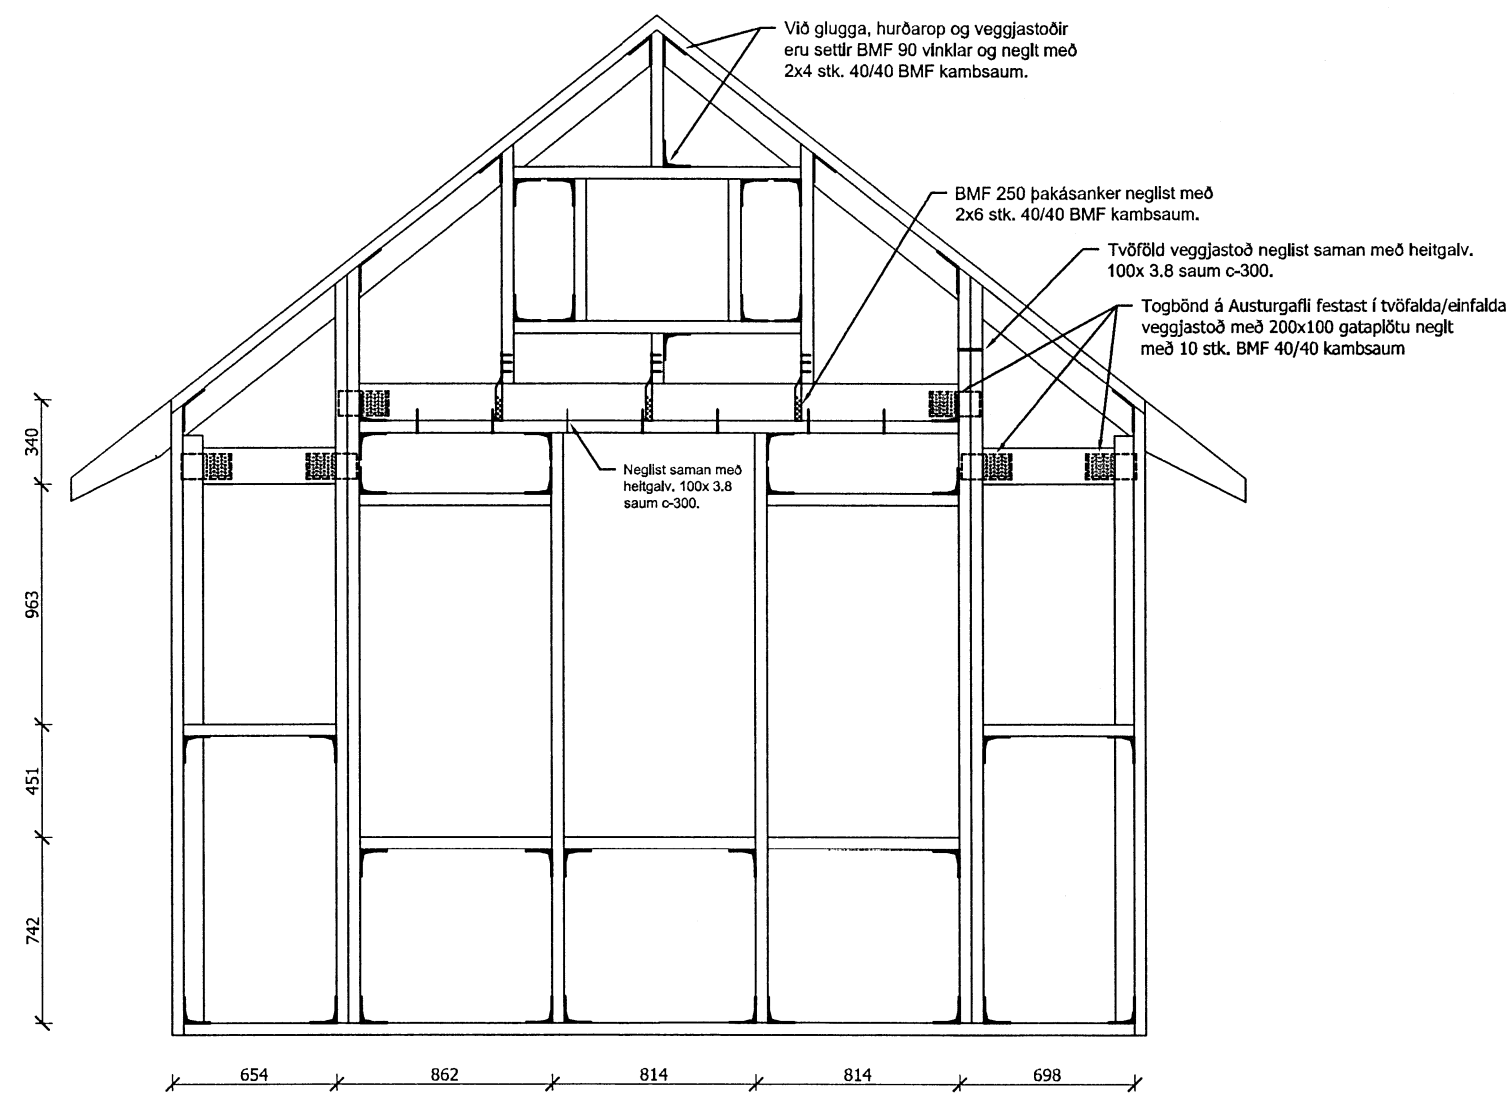 Við glugga, hurðarop og veggjastoðir
eru settir BMF 90 vinklar og neglt með
2x4 stk. 40/40 BMF kambsaum.
BMF 250 þakásanker neglist með
2x6 stk. 40/40 BMF kambsaum.
Tvöföld veggjastoð neglist saman með heitgalv.
100x 3.8 saum c-300.
Togbönd á Austurgafli festast í tvöfalda/einfalda
veggjastoð með 200x100 gataplötu neglt
með 10 stk. BMF 40/40 kambsaum
Neglist saman með
heitgalv. 100x 3.8
saum c-300.
340
963
451
742
654
862
814
814
698